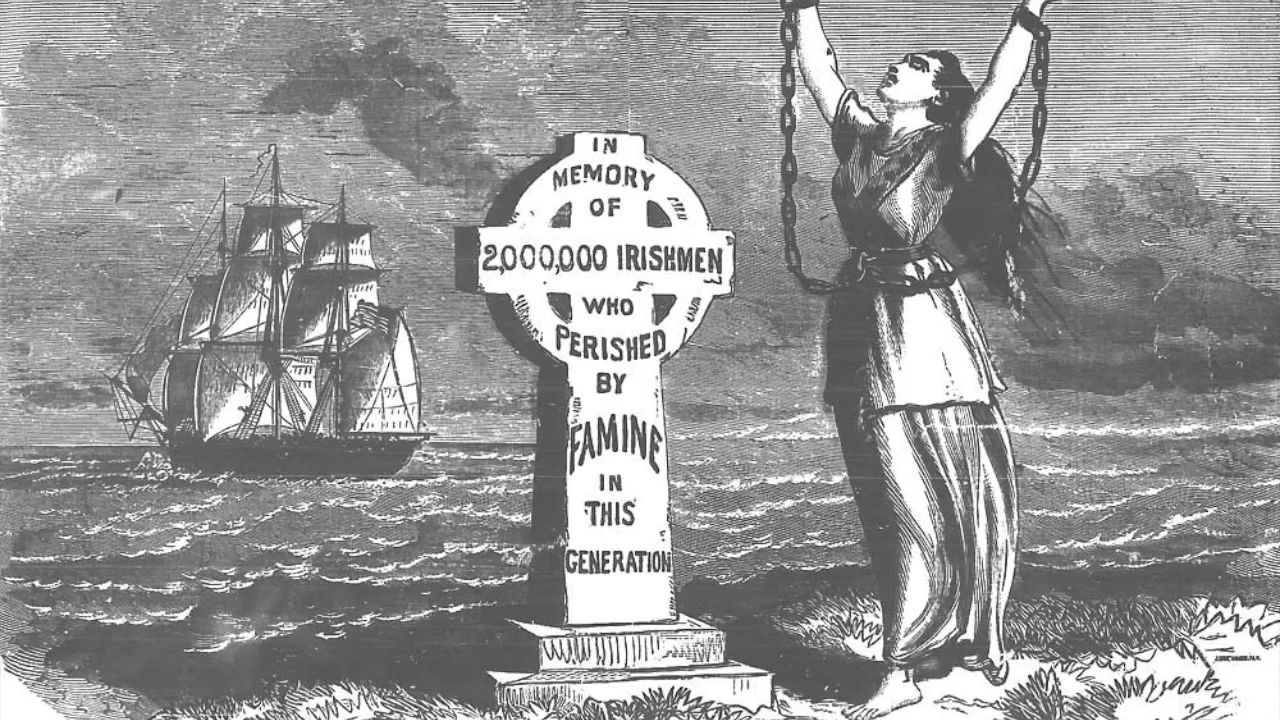 IN
MEMORY
OF
2,000,000 IRISHMEN
WHO
PERISHED
BY
FAMINE
IN
THIS
GENERATION